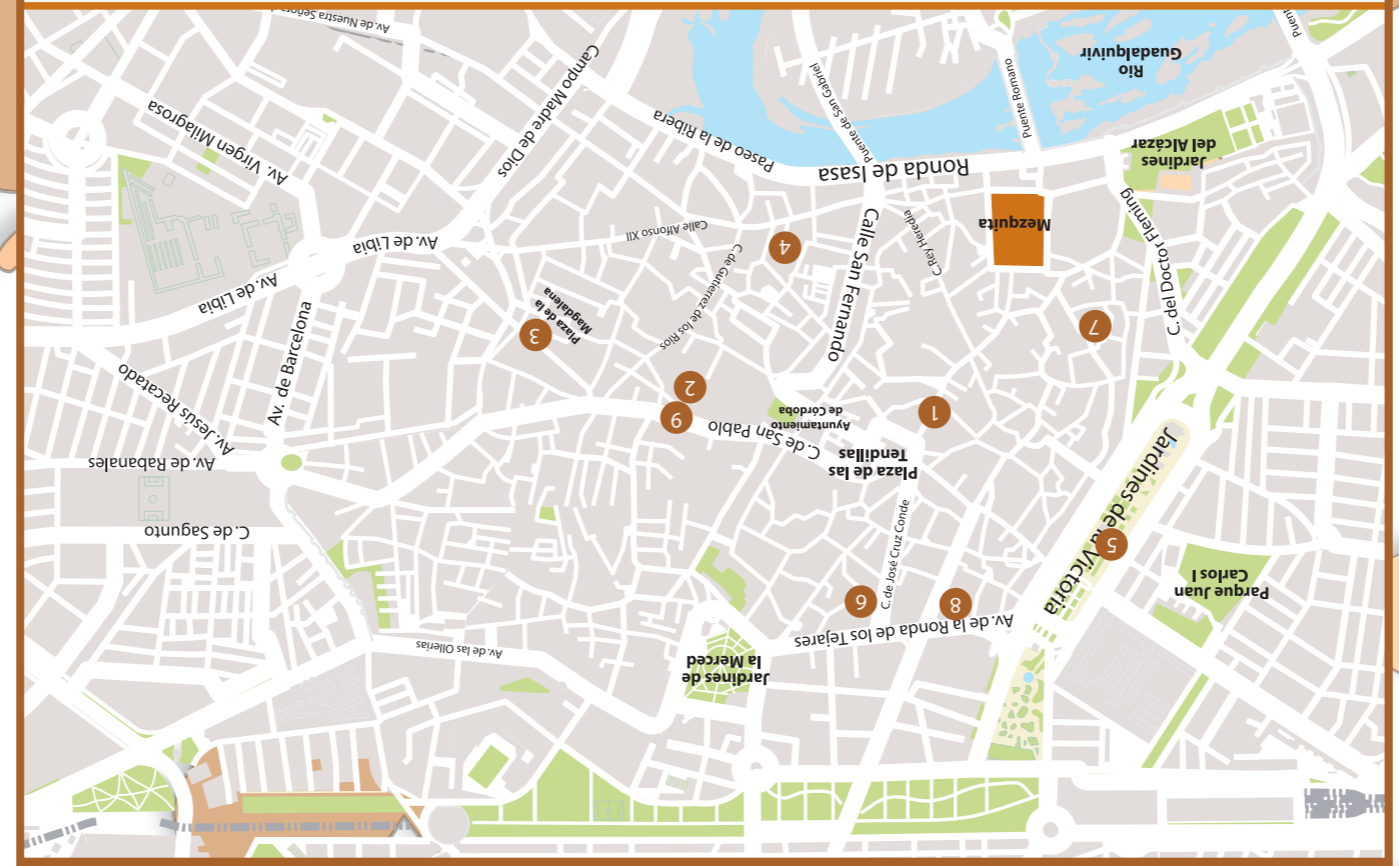 Av. de las Ollerías
Jardines de
la Merced
Av. de la Ronda de los Tejares
8
9
C. de José Cruz Conde
Parque Juan
Carlos I
5
Jardines de la Victoria
C. de Sagunto
Av. de Rabanales
Av. Jesús Recatado
Av. de Barcelona
Plaza de las
Tendillas
C. de San Pablo
Ayuntamiento
de Córdoba
1
6
2
7
3
Plaza de la
Magdalena
C. de Gutierrez de los Rios
Calle San Fernando
C. del Doctor Fleming
Av. de Libia
Av. de Libia
4
Calle Alfonso XII
C. Rey Heredia
Mezquita
Ronda de Isasa
Jardines
del Alcázar
Paseo de la Ribera
Campo Madre de Dios
Av. Virgen Milagrosa
Puente de San Gabriel
Puente Romano
Rio
Guadalquivir
Av. de Nuestra Señora